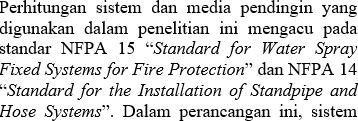 Perhitungan sistem dan media pendingin yang
digunakan dalam penelitian ini mengacu pada
standar NFPA 15 “Standard for Water Spray
Fixed Systems for Fire Protection” dan NFPA 14
“Standard for the Installation of Standpipe and
Hose Systems”. Dalam perancangan ini, sistem